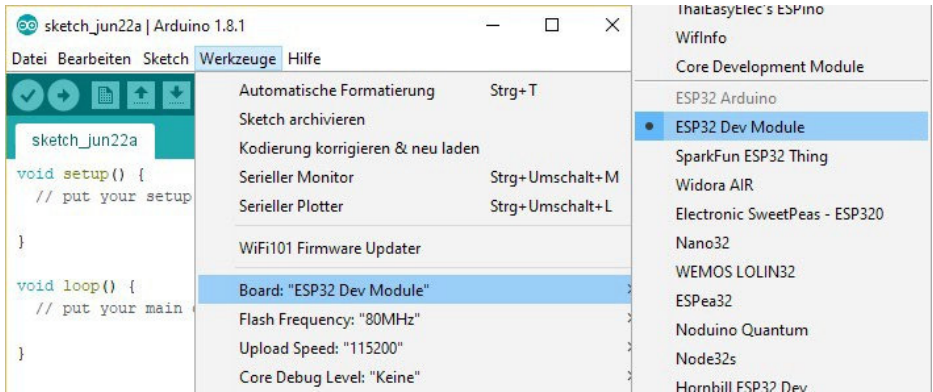 sketch_jun22a | Arduino 1.8.1
Datei Bearbeiten Sketch Werkzeuge Hilfe
sketch_jun22a
void setup() {
// put your setup
}
void loop() {
// put your main
}
Automatische Formatierung Strg+T
Sketch archivieren
Kodierung korrigieren & neu laden
Serieller Monitor Strg+Umschalt+M
Serieller Plotter Strg+Umschalt+L
WiFi101 Firmware Updater
Board: "ESP32 Dev Module"
Flash Frequency: "80MHz"
Upload Speed: "115200"
Core Debug Level: "Keine"
ThaiEasyElec's ESPino
WifInfo
Core Development Module
ESP32 Arduino
ESP32 Dev Module
SparkFun ESP32 Thing
Widora AIR
Electronic SweetPeas - ESP320
Nano32
WEMOS LOLIN32
ESPea32
Noduino Quantum
Node32s
Hornbill ESP32 Dev